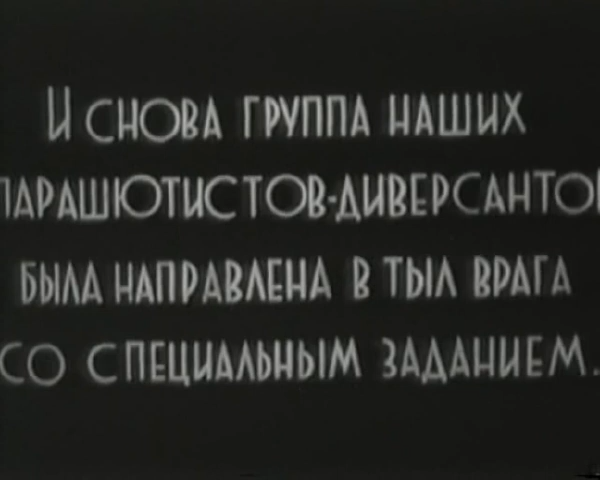 И СНОВА ГРУППА НАШИХ
ПАРАШЮТИСТОВ-ДИВЕРСАНТОВ
БЫЛА НАПРАВЛЕНА В ТЫЛ ВРАГА
СО СПЕЦИАЛЬНЫМ ЗАДАНИЕМ.